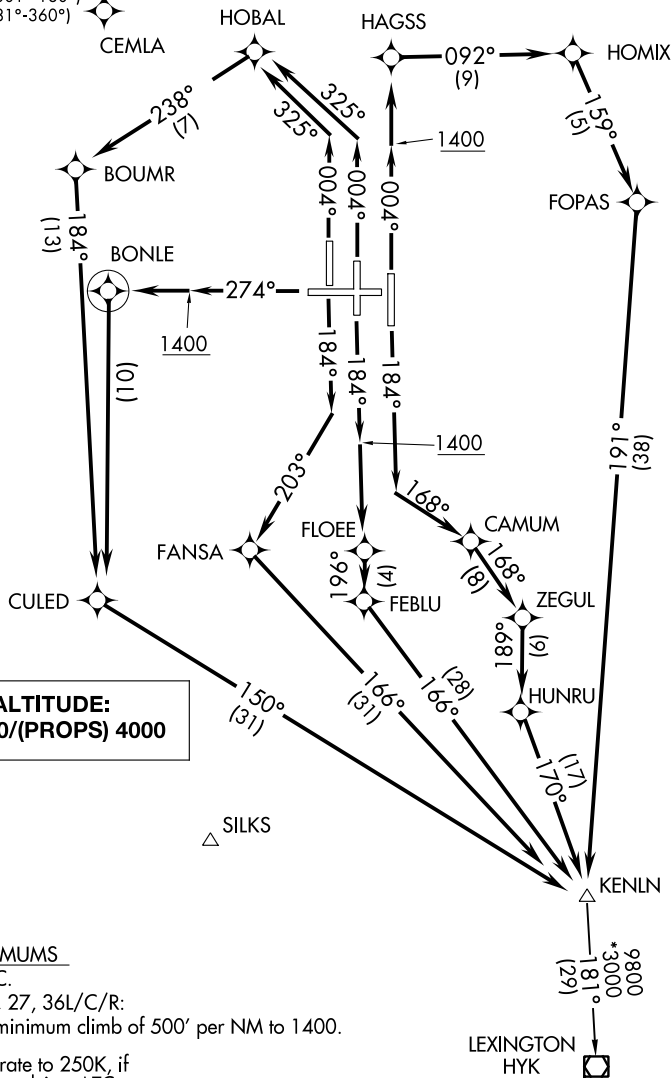 31°-360°)
CEMLA
HOBAL
HAGSS
092°
(9)
HOMIX
238°
(7)
325°
325°
159°
(5)
1400
BOUMR
004°
004°
004°
FOPAS
184°
(13)
BONLE
274°
1400
(10)
184°
184°
184°
161°
(38)
1400
203°
168°
FLOEE
CAMUM
FANSA
196°
(4)
168°
(8)
CULED
FEBLU
ZEGUL
189°
(6)
ALTITUDE:
0/(PROPS) 4000
150°
(31)
166°
(31)
(28)
166°
HUNRU
(17)
170°
SILKS
KENLN
MUMS
C.
27, 36L/C/R:
minimum climb of 500' per NM to 1400.
9800
*3000
181°
(29)
rate to 250K, if
LEXINGTON
HYK